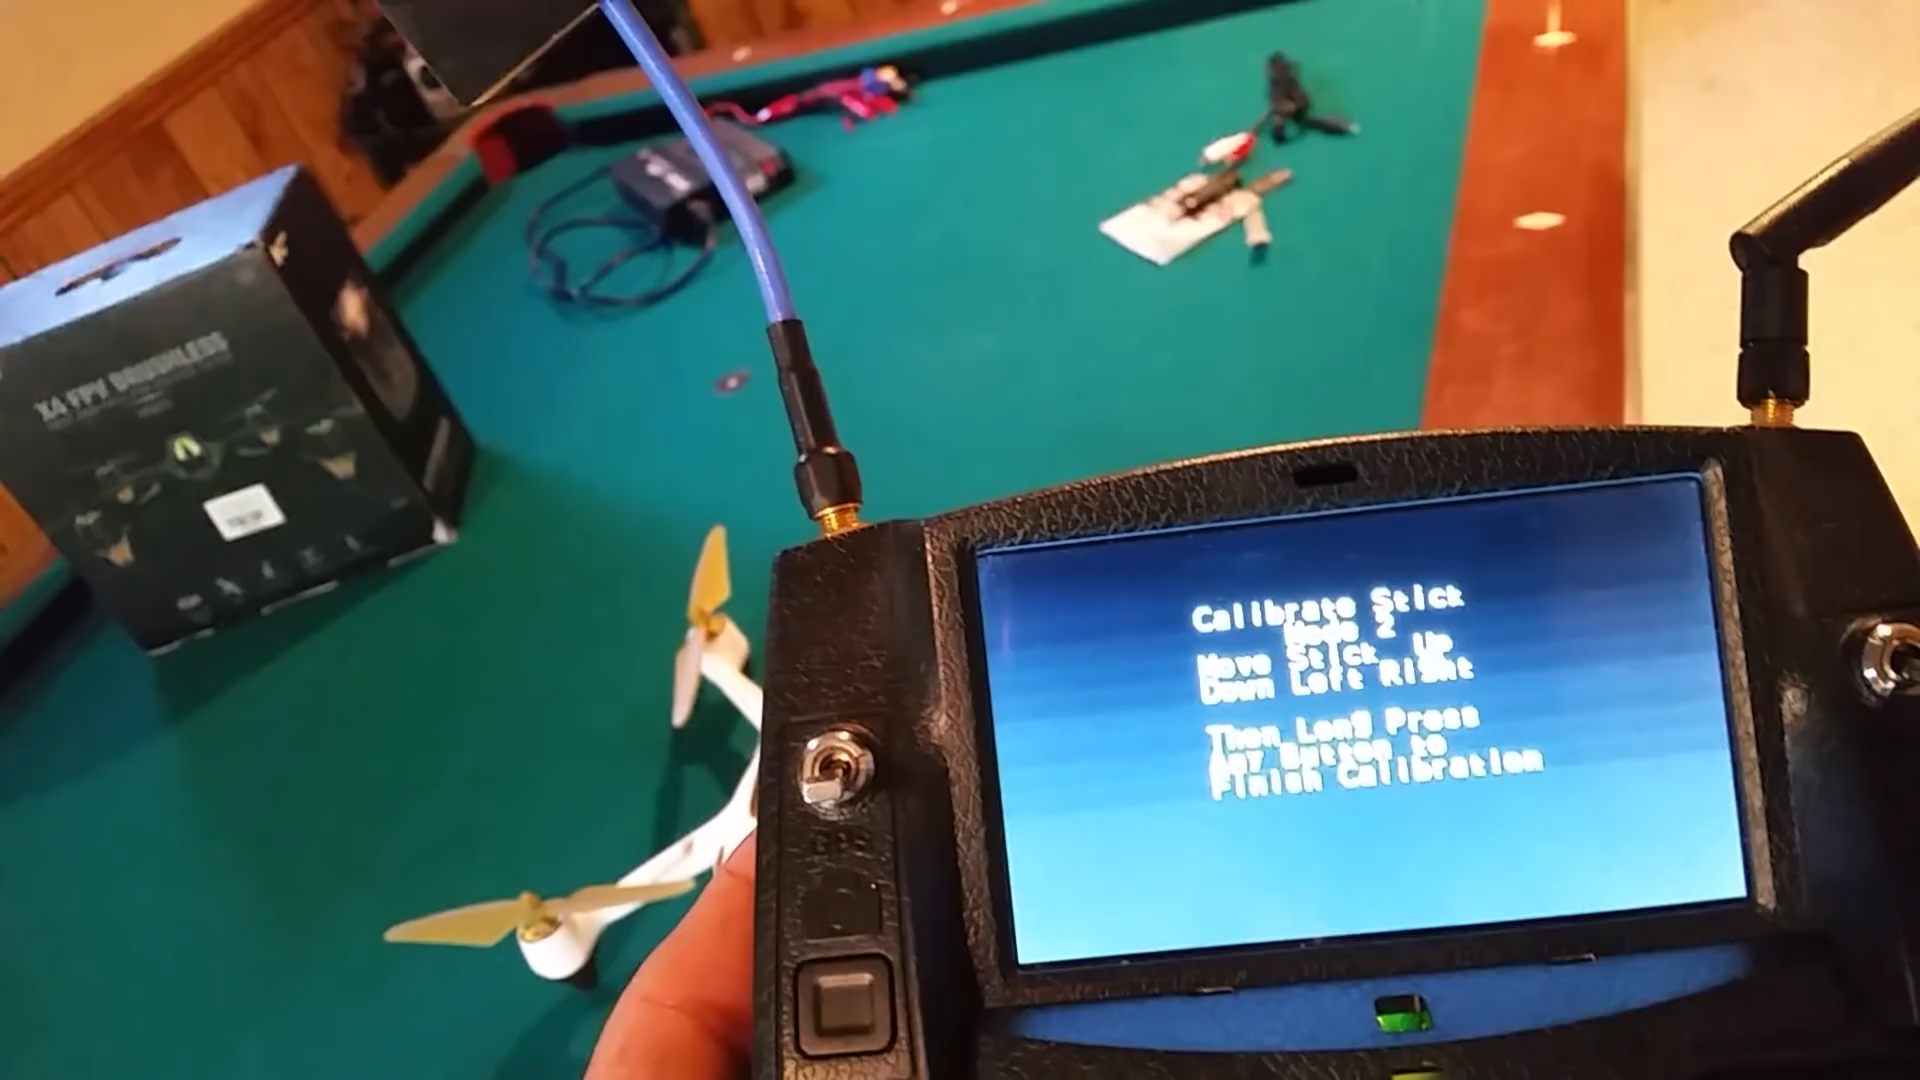 X4 FPV BRUSHLESS
Calibrate Stick
Mode 2
Move Stick Up
Down Left Right
Then Long Press
Any Button to
Finish Calibration
GPS